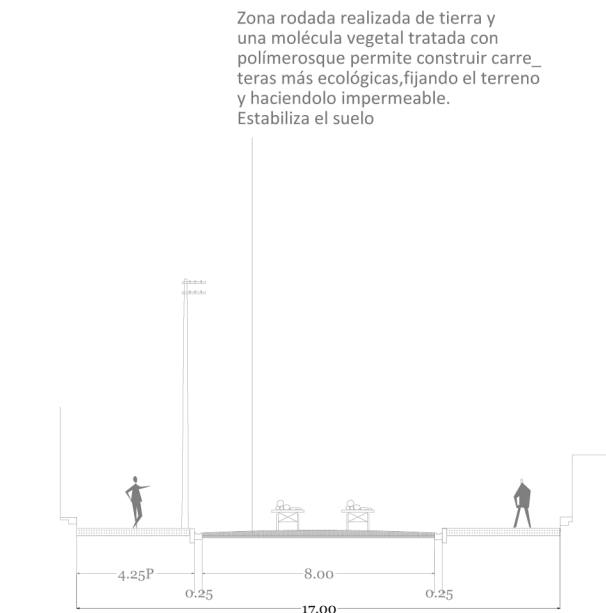 Zona rodada realizada de tierra y
una molécula vegetal tratada con
polímerosque permite construir carre_
teras más ecológicas,fijando el terreno
y haciendolo impermeable.
Estabiliza el suelo
4.25P
8.00
0.25
0.25
17.00